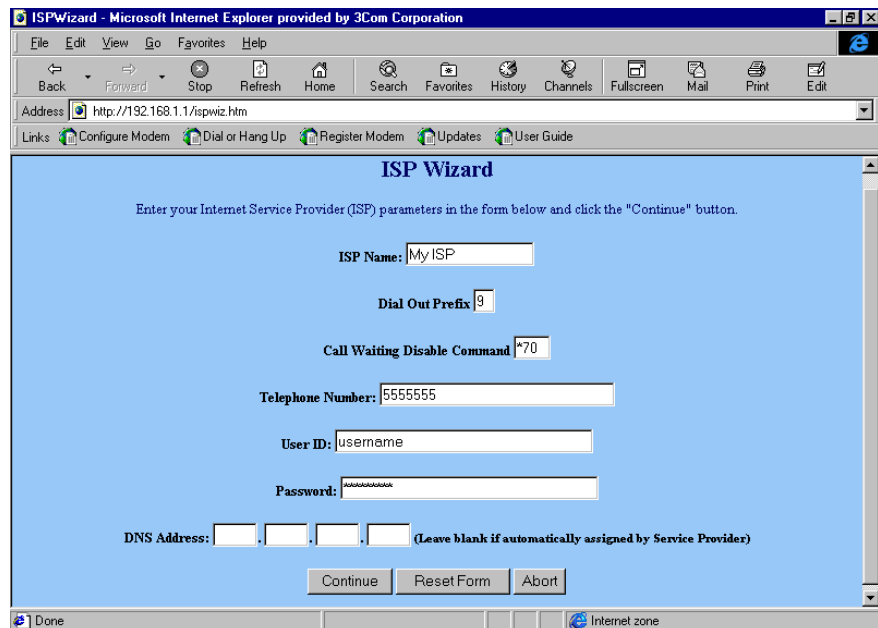 ISPWizard - Microsoft Internet Explorer provided by 3Com Corporation
File Edit View Go Favorites Help
Back Forward Stop Refresh Home Search Favorites History Channels Fullscreen Mail Print Edit
Address http://192.168.1.1/ispwiz.htm
Links Configure Modem Dial or Hang Up Register Modem Updates User Guide
ISP Wizard
Enter your Internet Service Provider (ISP) parameters in the form below and click the "Continue" button.
ISP Name: My ISP
Dial Out Prefix 9
Call Waiting Disable Command *70
Telephone Number: 5555555
User ID: username
Password: *********
DNS Address: . . . (Leave blank if automatically assigned by Service Provider)
Continue Reset Form Abort
Done Internet zone